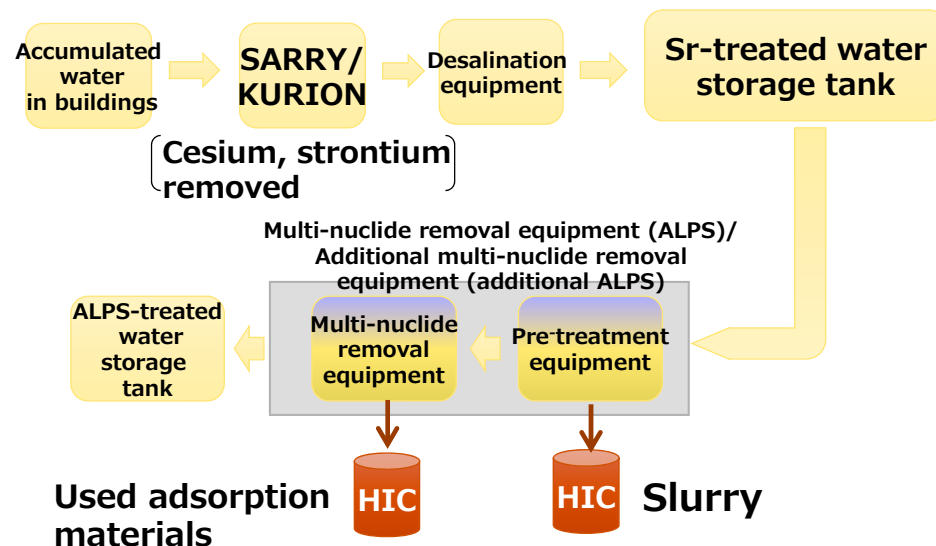 Accumulated
water
in buildings
SARRY/
KURION
Desalination
equipment
Sr-treated water
storage tank
Cesium, strontium
removed
Multi-nuclide removal equipment (ALPS)/
Additional multi-nuclide removal
equipment (additional ALPS)
Pre-treatment
equipment
Multi-nuclide
removal
equipment
ALPS-treated
water
storage
tank
HIC
Slurry
HIC
Used adsorption
materials